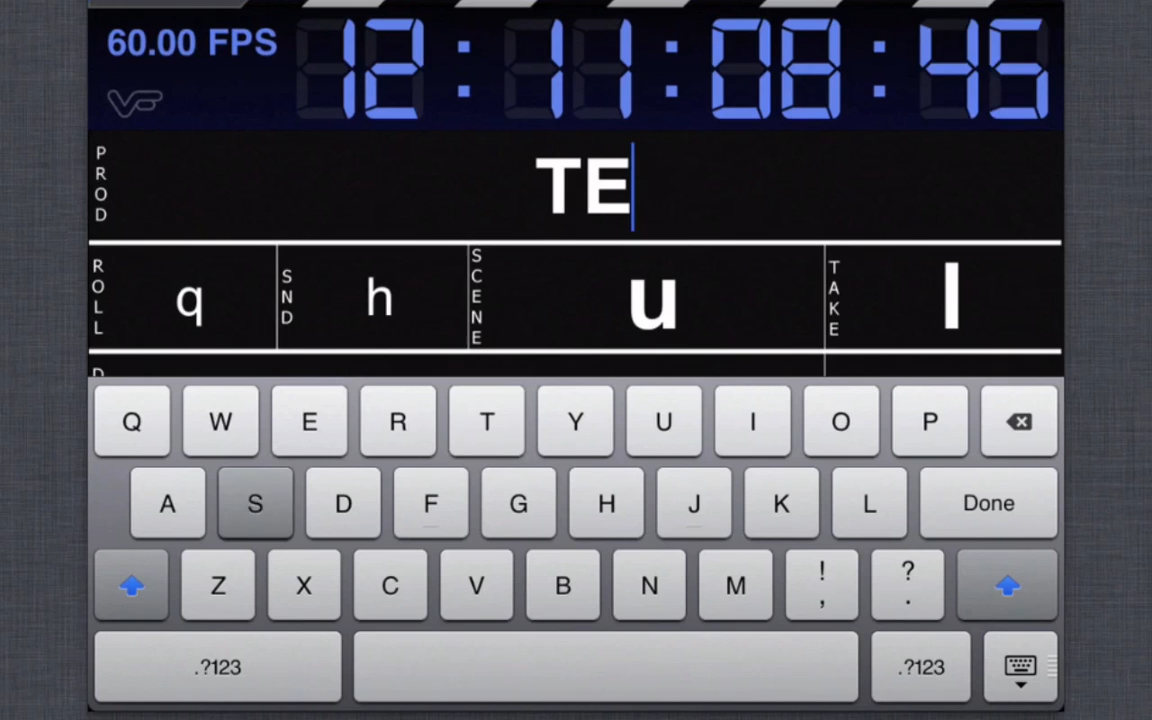 60.00 FPS
12:11:08:45
PROD
TE
ROLL
q
SND
h
SCENE
u
TAKE
l
Q W E R T Y U I O P
A S D F G H J K L Done
Z X C V B N M ! , ? .
.?123 .?123